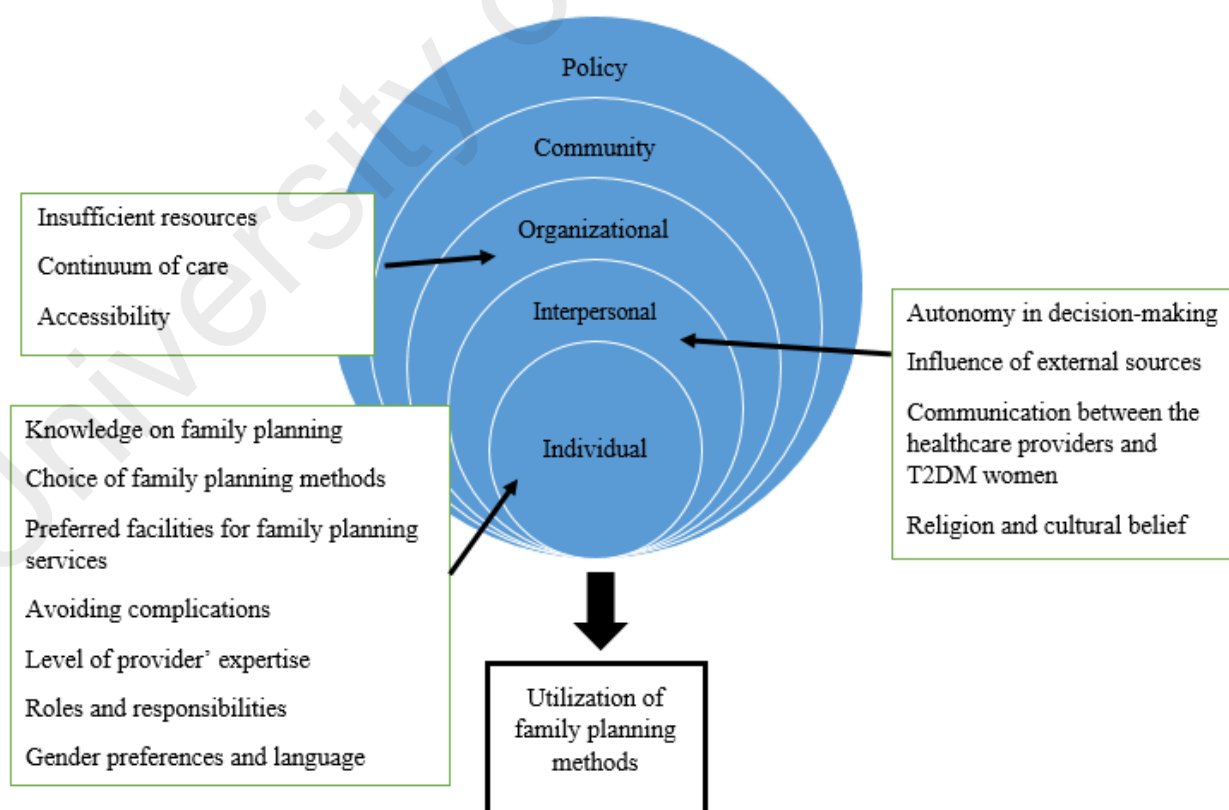 University o
Policy
Community
Organizational
Interpersonal
Individual
Insufficient resources
Continuum of care
Accessibility
Autonomy in decision-making
Influence of external sources
Communication between the
healthcare providers and
T2DM women
Religion and cultural belief
Knowledge on family planning
Choice of family planning methods
Preferred facilities for family planning
services
Avoiding complications
Level of provider’ expertise
Roles and responsibilities
Gender preferences and language
Utilization of
family planning
methods